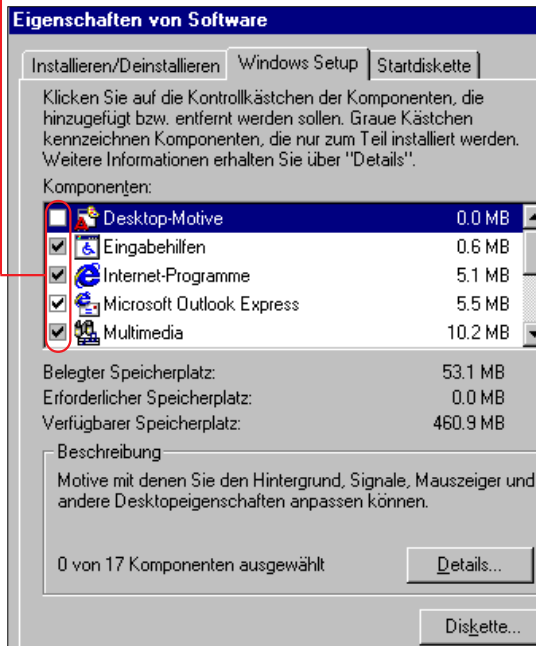 Eigenschaften von Software
Installieren/Deinstallieren Windows Setup Startdiskette
Klicken Sie auf die Kontrollkästchen der Komponenten, die
hinzugefügt bzw. entfernt werden sollen. Graue Kästchen
kennzeichnen Komponenten, die nur zum Teil installiert werden.
Weitere Informationen erhalten Sie über "Details".
Komponenten:
Desktop-Motive 0.0 MB
Eingabehilfen 0.6 MB
Internet-Programme 5.1 MB
Microsoft Outlook Express 5.5 MB
Multimedia 10.2 MB
Belegter Speicherplatz: 53.1 MB
Erforderlicher Speicherplatz: 0.0 MB
Verfügbarer Speicherplatz: 460.9 MB
Beschreibung
Motive mit denen Sie den Hintergrund, Signale, Mauszeiger und
andere Desktopeigenschaften anpassen können.
0 von 17 Komponenten ausgewählt Details...
Diskette...